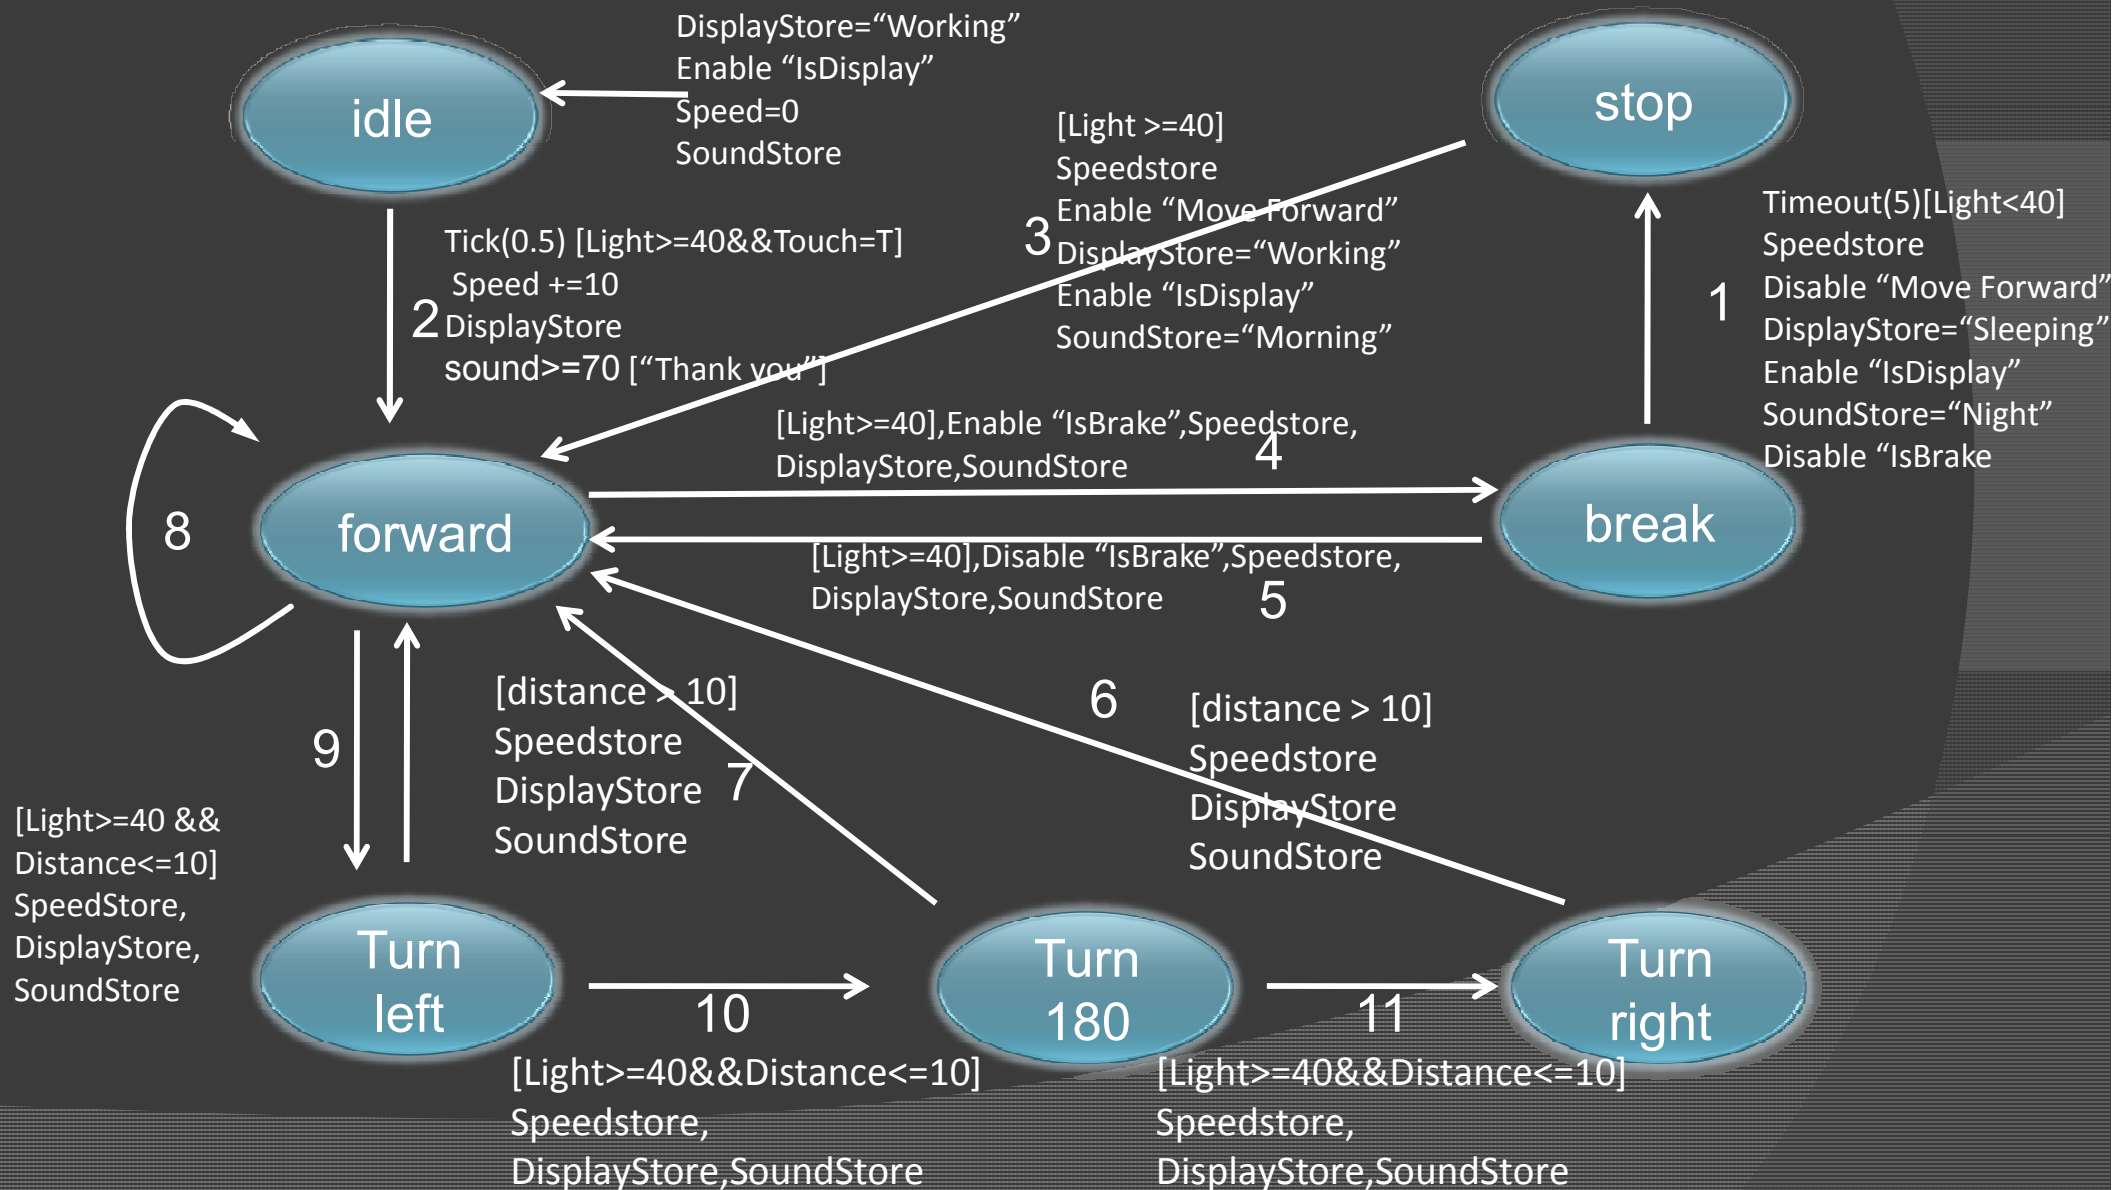 DisplayStore=“Working”
Enable “IsDisplay”
Speed=0
SoundStore
idle
stop
[Light >=40]
Speedstore
Enable “Move Forward”
DisplayStore=“Working”
Enable “IsDisplay”
SoundStore=“Morning”
3
Timeout(5)[Light<40]
Speedstore
Disable “Move Forward”
DisplayStore=“Sleeping”
Enable “IsDisplay”
SoundStore=“Night”
Disable “IsBrake
1
Tick(0.5) [Light>=40&&Touch=T]
Speed +=10
DisplayStore
sound>=70 [“Thank you”]
2
[Light>=40],Enable “IsBrake”,Speedstore,
DisplayStore,SoundStore
4
8
forward
break
[Light>=40],Disable “IsBrake”,Speedstore,
DisplayStore,SoundStore
5
9
[distance > 10]
Speedstore
DisplayStore
SoundStore
7
6
[distance > 10]
Speedstore
DisplayStore
SoundStore
[Light>=40 &&
Distance<=10]
SpeedStore,
DisplayStore,
SoundStore
Turn
left
10
Turn
180
11
Turn
right
[Light>=40&&Distance<=10]
Speedstore,
DisplayStore,SoundStore
[Light>=40&&Distance<=10]
Speedstore,
DisplayStore,SoundStore